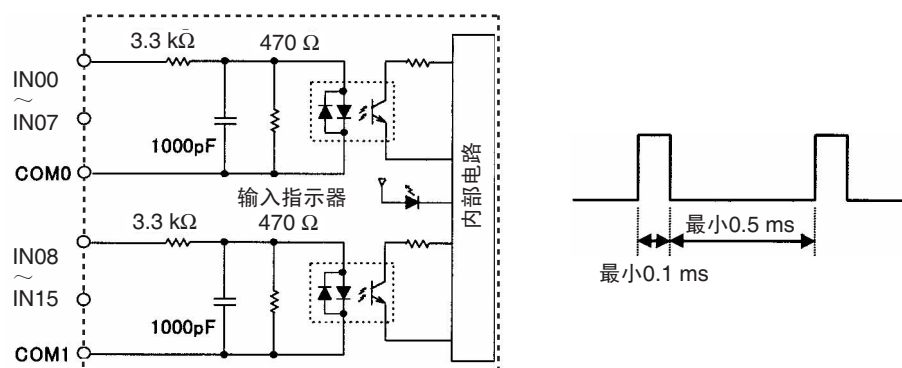 3.3 kΩ
470 Ω
IN00
～
IN07
1000pF
COM0
输入指示器
3.3 kΩ
470 Ω
IN08
～
IN15
1000pF
COM1
内部电路
最小0.5 ms
最小0.1 ms